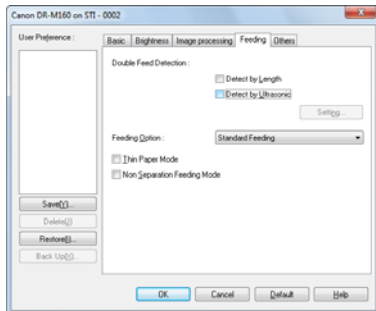 Canon DR-M160 on STI - 0002
User Preference :
Basic Brightness Image processing Feeding Others
Double Feed Detection :
Detect by Length
Detect by Ultrasonic
Setting...
Feeding Option : Standard Feeding
Thin Paper Mode
Non Separation Feeding Mode
Save(V)...
Delete(J)
Restore(I)...
Back Up(X)...
OK Cancel Default Help